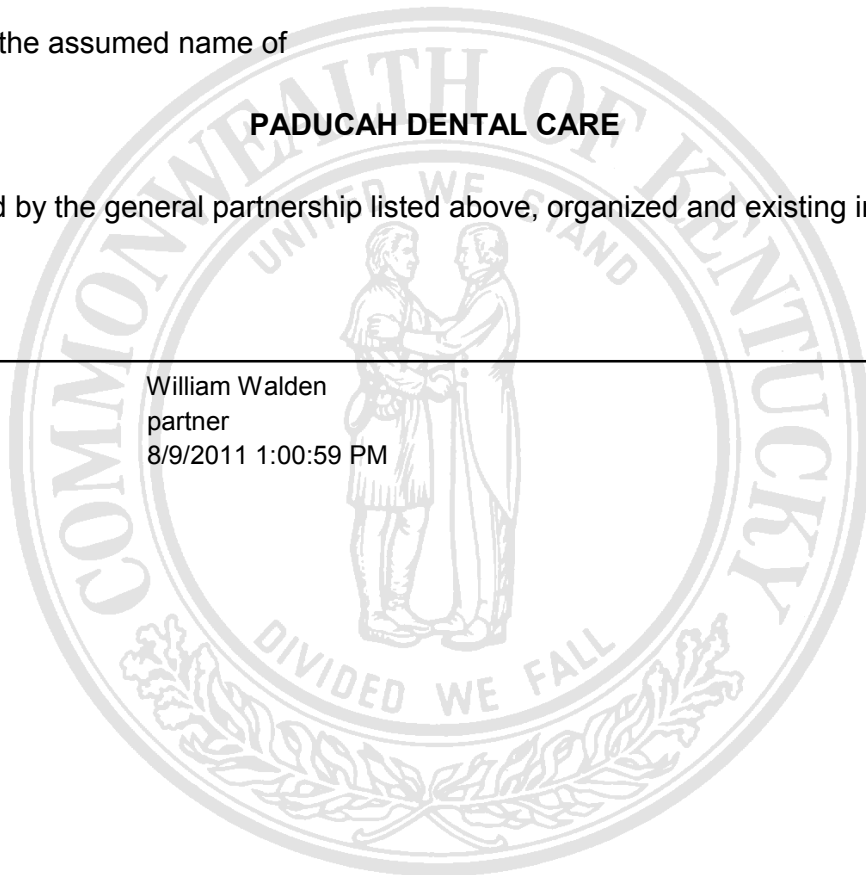 the assumed name of
PADUCAH DENTAL CARE
by the general partnership listed above, organized and existing
William Walden
partner
8/9/2011 1:00:59 PM
COMMONWEALTH OF KENTUCKY
UNITED WE STAND
DIVIDED WE FALL